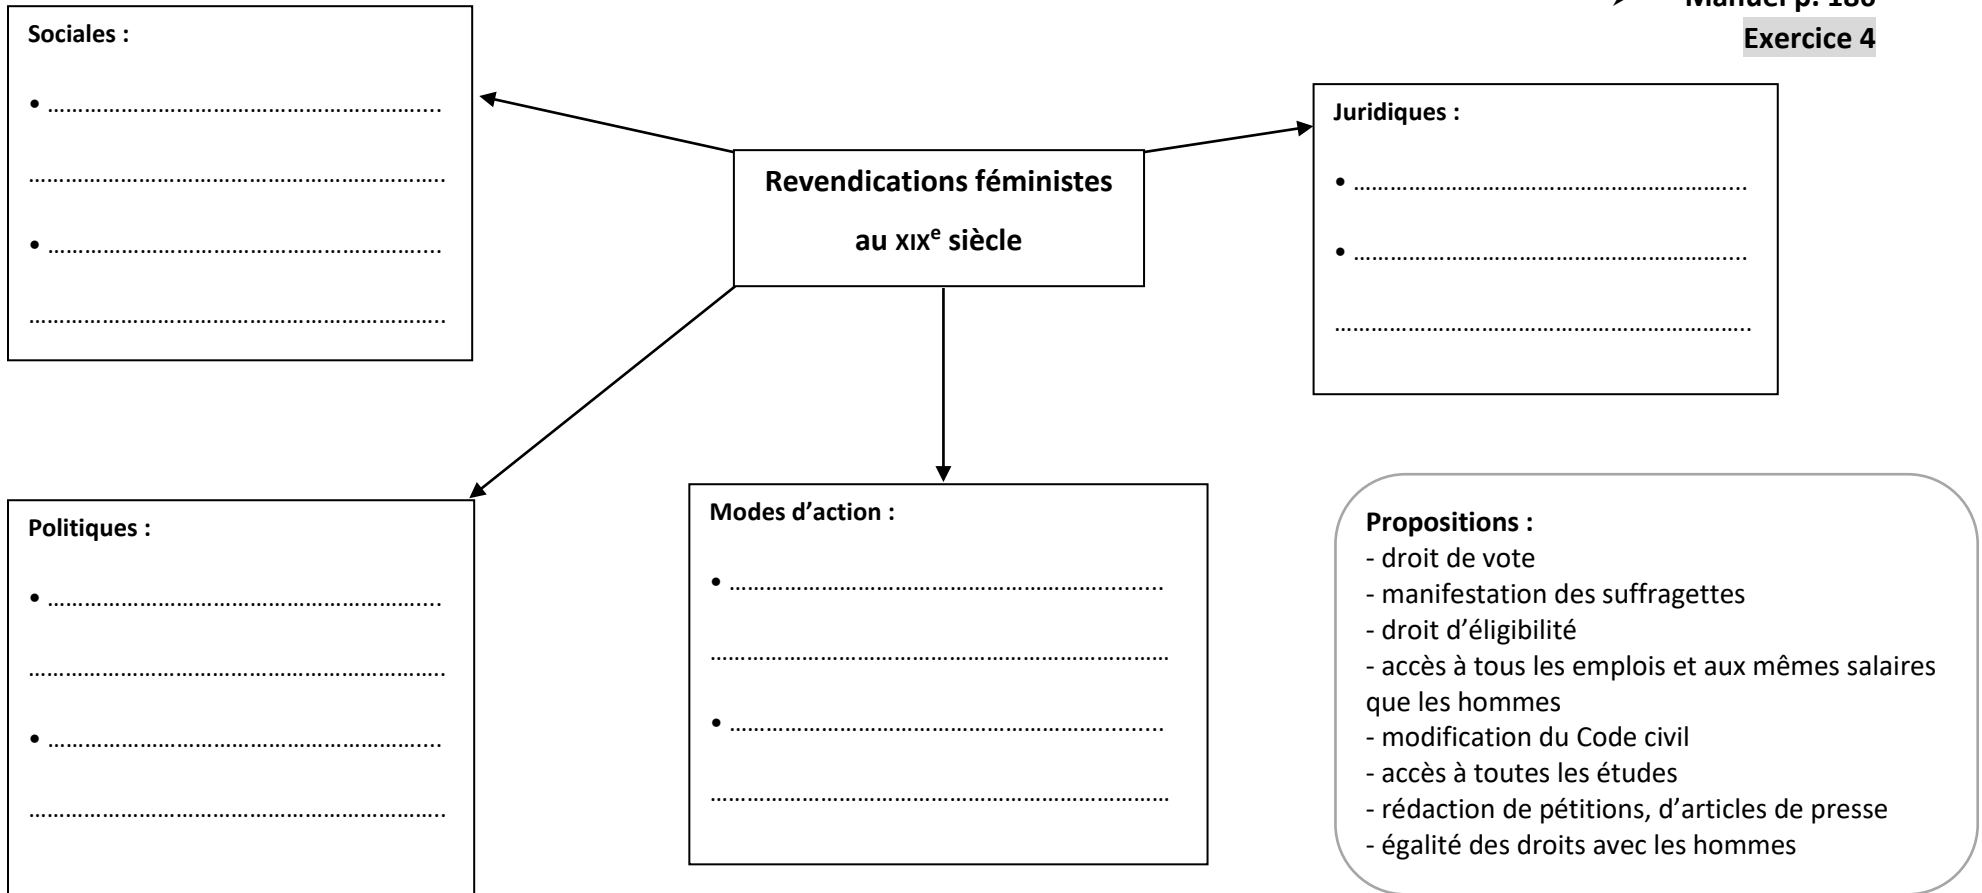 Manuel p. 186
Exercice 4
Sociales :
• ……………………………………………………....
…………………………………………………………..
• ……………………………………………………....
…………………………………………………………..
Revendications féministes
au XIXe siècle
Juridiques :
• ……………………………………………………....
• ……………………………………………………....
…………………………………………………………..
Politiques :
• ……………………………………………………....
…………………………………………………………..
• ……………………………………………………....
…………………………………………………………..
Modes d’action :
• ……………………………………………………..........
…………………………………………………………………
• ……………………………………………………..........
…………………………………………………………………
Propositions :
- droit de vote
- manifestation des suffragettes
- droit d’éligibilité
- accès à tous les emplois et aux mêmes salaires
que les hommes
- modification du Code civil
- accès à toutes les études
- rédaction de pétitions, d’articles de presse
- égalité des droits avec les hommes